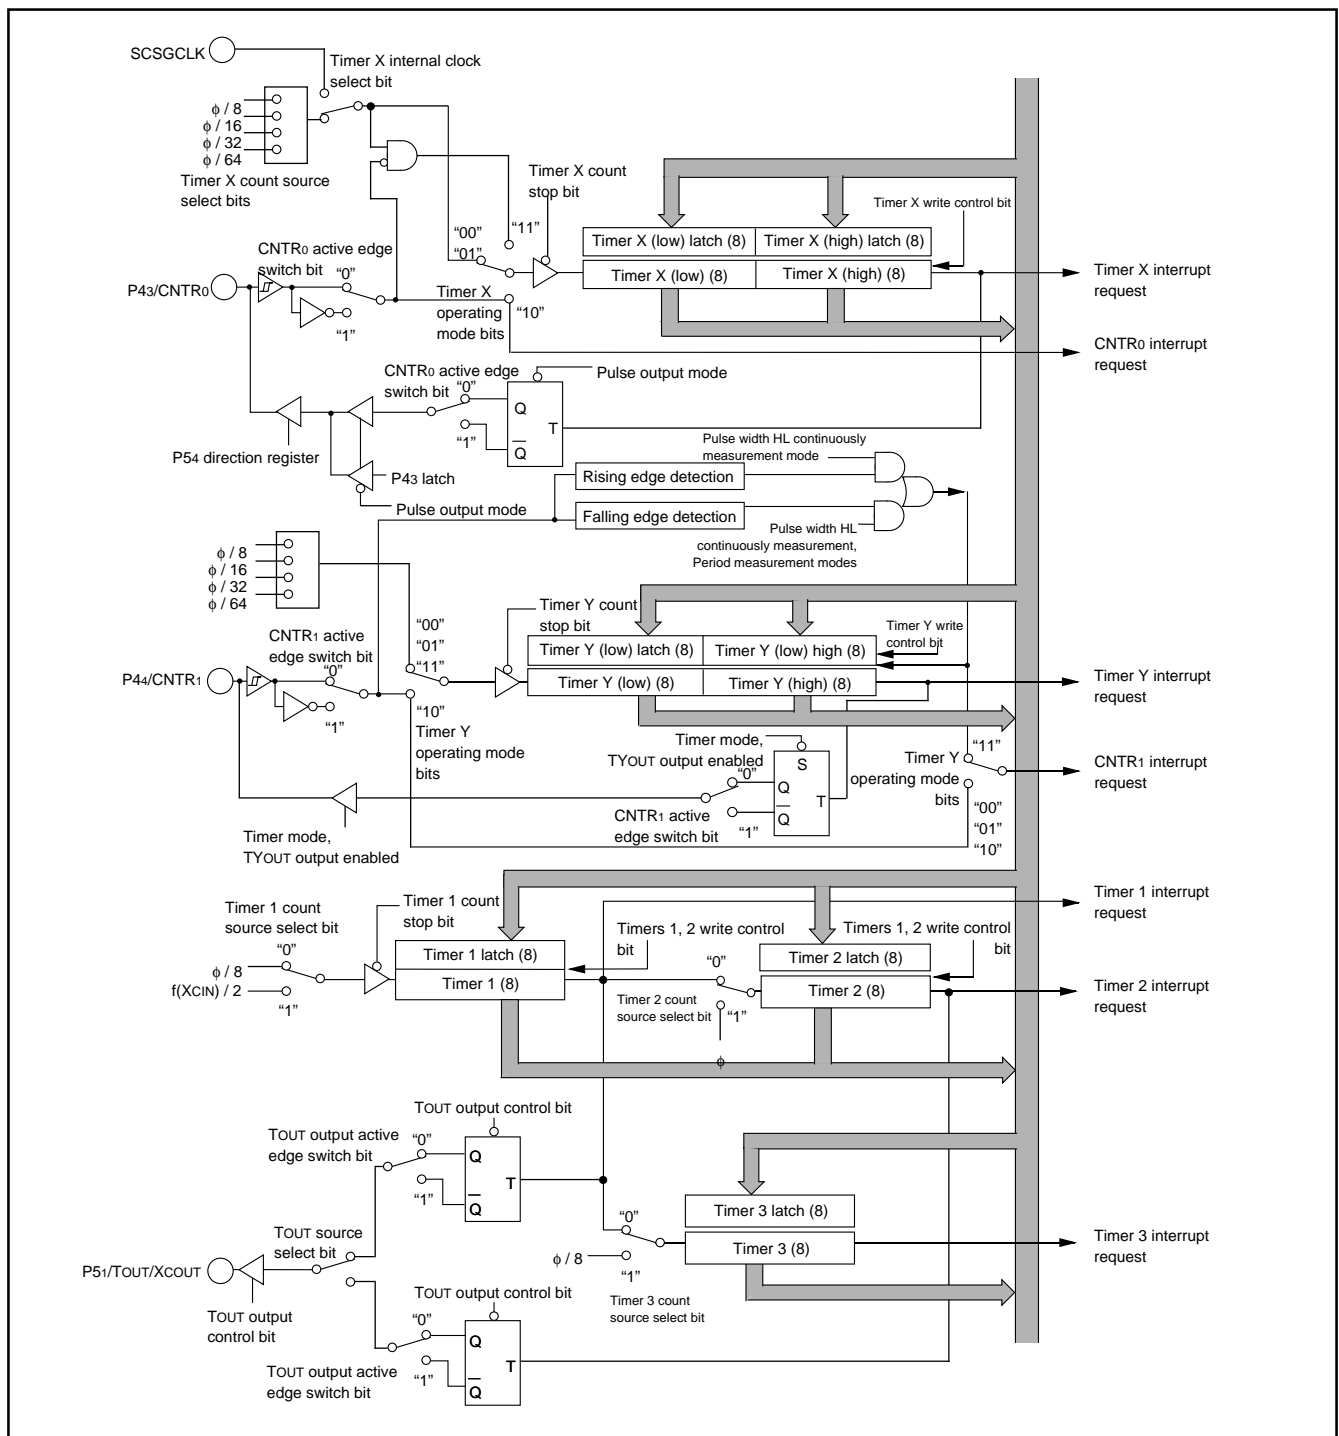 SCSGCLK
Timer X internal clock
select bit
ϕ / 8
ϕ / 16
ϕ / 32
ϕ / 64
Timer X count source
select bits
Timer X count
stop bit
Timer X write control bit
“00”
“01”
“11”
Timer X (low) latch (8)
Timer X (high) latch (8)
Timer X (low) (8)
Timer X (high) (8)
CNTR0 active edge
switch bit
“0”
P43/CNTR0
“1”
Timer X
operating
mode bits
“10”
Timer X interrupt
request
CNTR0 interrupt
request
CNTR0 active edge
switch bit
“0”
“1”
Pulse output mode
Q
T
Q
P54 direction register
P43 latch
Pulse output mode
Pulse width HL continuously
measurement mode
Rising edge detection
Falling edge detection
Pulse width HL
continuously measurement,
Period measurement modes
ϕ / 8
ϕ / 16
ϕ / 32
ϕ / 64
CNTR1 active
edge switch bit
“0”
P44/CNTR1
“1”
“00”
“01”
“11”
“10”
Timer Y
operating mode
bits
Timer Y count
stop bit
Timer Y write
control bit
Timer Y (low) latch (8)
Timer Y (low) high (8)
Timer Y (low) (8)
Timer Y (high) (8)
Timer Y interrupt
request
Timer mode,
TYOUT output enabled
“0”
S
Q
T
Q
CNTR1 active
edge switch bit
“1”
Timer mode,
TYOUT output enabled
Timer Y
operating mode
bits
“11”
“00”
“01”
“10”
CNTR1 interrupt
request
Timer 1 count
source select bit
“0”
ϕ / 8
f(XCIN) / 2
“1”
Timer 1 count
stop bit
Timer 1 latch (8)
Timer 1 (8)
Timers 1, 2 write control
bit
Timers 1, 2 write control
bit
“0”
Timer 2 count
source select bit
“1”
ϕ
Timer 2 latch (8)
Timer 2 (8)
Timer 1 interrupt
request
Timer 2 interrupt
request
TOUT output control bit
TOUT output active
edge switch bit
“0”
“1”
Q
T
Q
TOUT source
select bit
P51/TOUT/XCOUT
TOUT output
control bit
“0”
ϕ / 8
“1”
Timer 3 count
source select bit
Timer 3 latch (8)
Timer 3 (8)
Timer 3 interrupt
request
TOUT output control bit
“0”
“1”
Q
T
Q
TOUT output active
edge switch bit